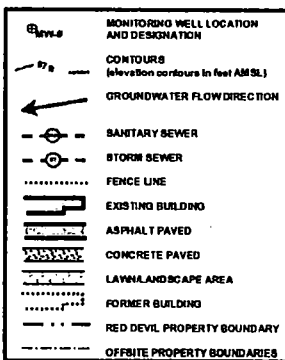 MW-8 MONITORING WELL LOCATION
AND DESIGNATION
CONTOURS
(elevation contours in feet AMSL)
GROUNDWATER FLOW DIRECTION
SANITARY SEWER
STORM SEWER
FENCE LINE
EXISTING BUILDING
ASPHALT PAVED
CONCRETE PAVED
LAWN/LANDSCAPE AREA
FORMER BUILDING
RED DEVIL PROPERTY BOUNDARY
OFFSITE PROPERTY BOUNDARIES